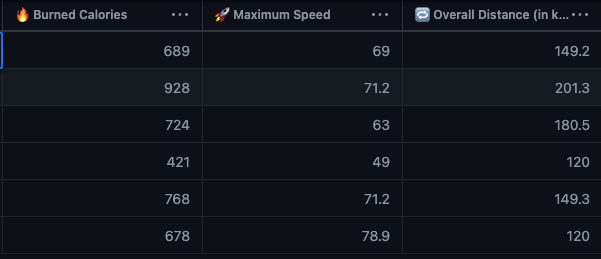 🔥 Burned Calories ··· 🚀 Maximum Speed ··· 🔁 Overall Distance (in k... ···
689 69 149.2
928 71.2 201.3
724 63 180.5
421 49 120
768 71.2 149.3
678 78.9 120